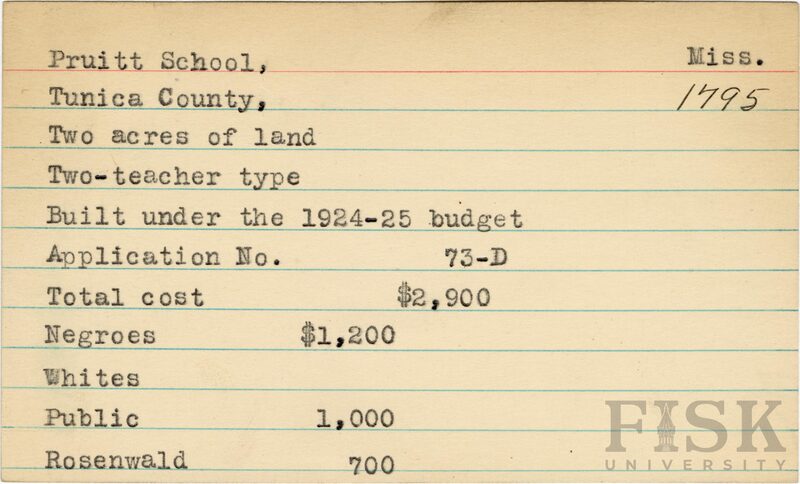 Pruitt School, Miss.
Tunica County, 1795
Two acres of land
Two-teacher type
Built under the 1924-25 budget
Application No. 73-D
Total cost $2,900
Negroes $1,200
Whites
Public 1,000
Rosenwald 700
FISK
UNIVERSITY